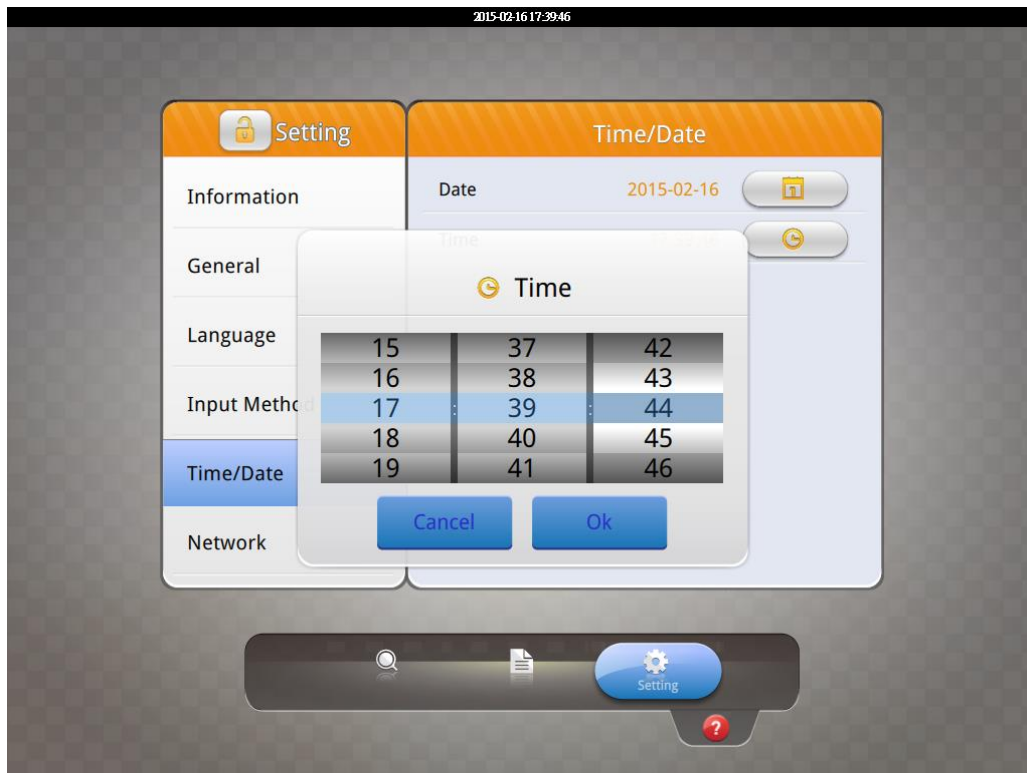 2015-02-16 17:39:46
Setting
Time/Date
Information
General
Language
Input Method
Time/Date
Network
Date 2015-02-16
Time
Time
15 37 42
16 38 43
17 : 39 : 44
18 40 45
19 41 46
Cancel Ok
Setting
?